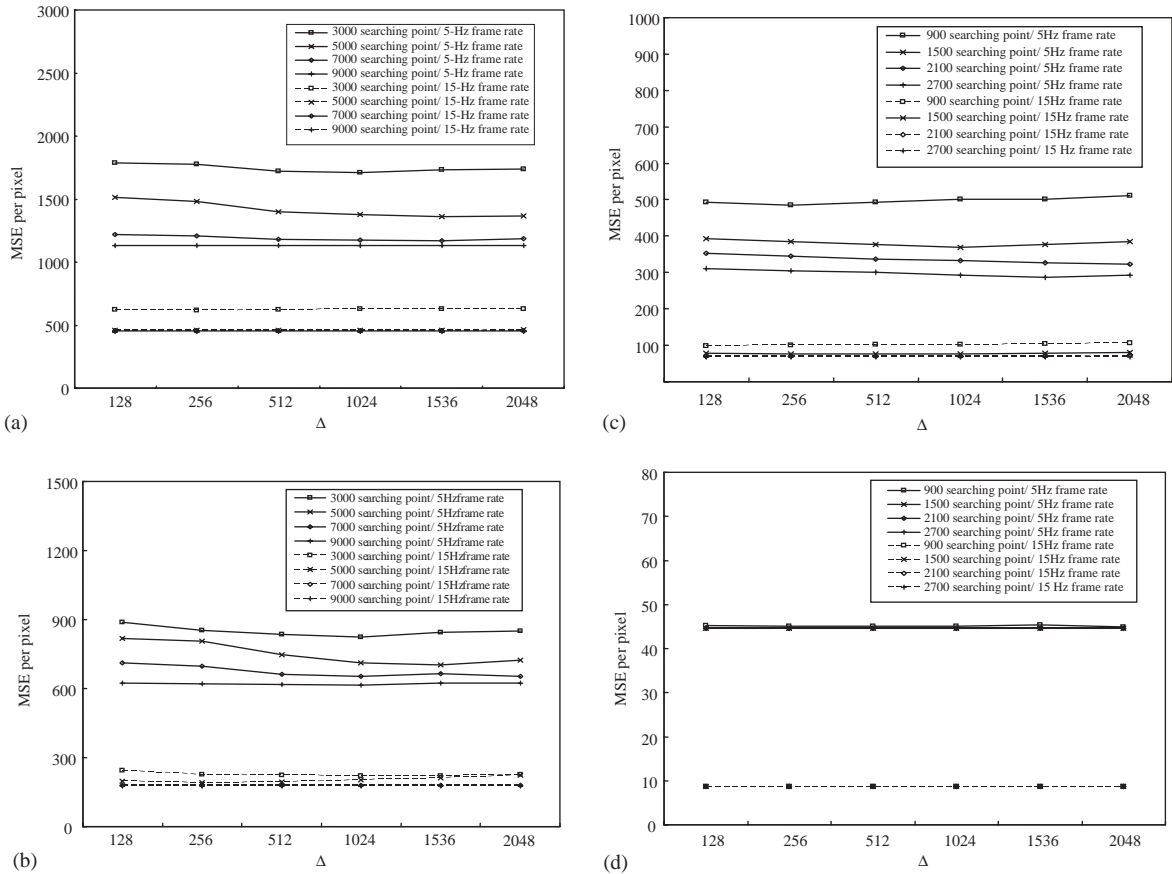 3000
2500
2000
1500
1000
500
0
MSE per pixel
3000 searching point/ 5-Hz frame rate
5000 searching point/ 5-Hz frame rate
7000 searching point/ 5-Hz frame rate
9000 searching point/ 5-Hz frame rate
3000 searching point/ 15-Hz frame rate
5000 searching point/ 15-Hz frame rate
7000 searching point/ 15-Hz frame rate
9000 searching point/ 15-Hz frame rate
128 256 512 1024 1536 2048
(a)
Δ
1000
900
800
700
600
500
400
300
200
100
MSE per pixel
900 searching point/ 5Hz frame rate
1500 searching point/ 5Hz frame rate
2100 searching point/ 5Hz frame rate
2700 searching point/ 5Hz frame rate
900 searching point/ 15Hz frame rate
1500 searching point/ 15Hz frame rate
2100 searching point/ 15Hz frame rate
2700 searching point/ 15 Hz frame rate
128 256 512 1024 1536 2048
(c)
Δ
1500
1200
900
600
300
0
MSE per pixel
3000 searching point/ 5Hzframe rate
5000 searching point/ 5Hzframe rate
7000 searching point/ 5Hzframe rate
9000 searching point/ 5Hzframe rate
3000 searching point/ 15Hzframe rate
5000 searching point/ 15Hzframe rate
7000 searching point/ 15Hzframe rate
9000 searching point/ 15Hzframe rate
128 256 512 1024 1536 2048
(b)
Δ
80
70
60
50
40
30
20
10
0
MSE per pixel
900 searching point/ 5Hz frame rate
1500 searching point/ 5Hz frame rate
2100 searching point/ 5Hz frame rate
2700 searching point/ 5Hz frame rate
900 searching point/ 15Hz frame rate
1500 searching point/ 15Hz frame rate
2100 searching point/ 15Hz frame rate
2700 searching point/ 15 Hz frame rate
128 256 512 1024 1536 2048
(d)
Δ